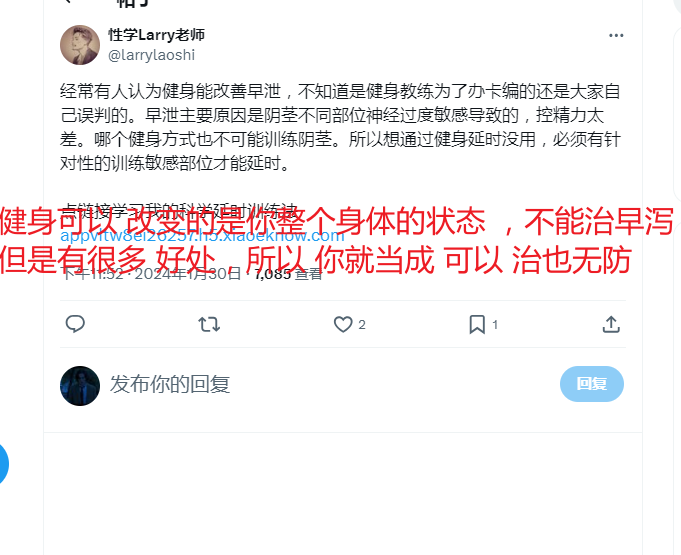 帖子
性学Larry老师
@larrylaoshi
经常有人认为健身能改善早泄，不知道是健身教练为了办卡编的还是大家自
己误判的。早泄主要原因是阴茎不同部位神经过度敏感导致的，控精力太
差。哪个健身方式也不可能训练阴茎。所以想通过健身延时没用，必须有针
对性的训练敏感部位才能延时。
点链接学习我的科学延时训练法
健身可以 改变的是你整个身体的状态 ，不能治早泻
appvitw8ei26257.h5.xiaoeknow.com
但是有很多 好处 ，所以 你就当成 可以 治也无防
下午11:52 · 2024年1月30日 · 7,085 查看
2
1
发布你的回复
回复